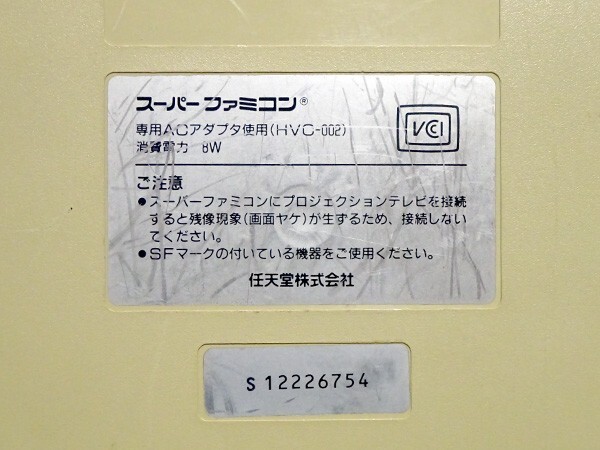 スーパーファミコン®
専用ACアダプタ使用(HVC-002)
消費電力 8W
VCI
ご注意
●スーパーファミコンにプロジェクションテレビを接続
すると残像現象(画面ヤケ)が生ずるため、接続しない
でください。
●SFマークの付いている機器をご使用ください。
任天堂株式会社
S 12226754